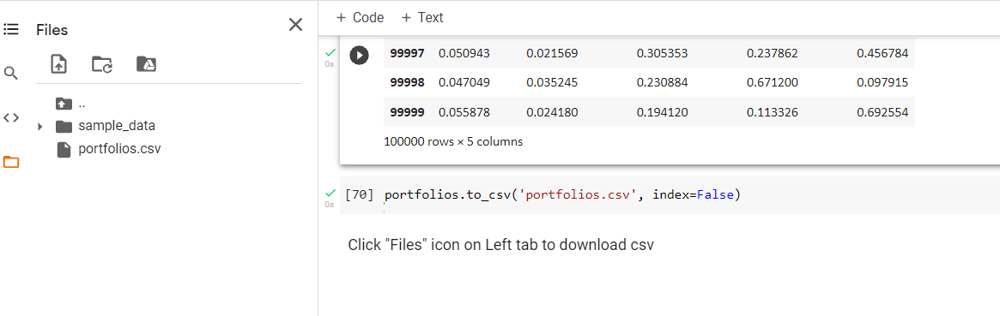 Files
..
sample_data
portfolios.csv
+ Code + Text
0s
99997 0.050943 0.021569 0.305353 0.237862 0.456784
99998 0.047049 0.035245 0.230884 0.671200 0.097915
99999 0.055878 0.024180 0.194120 0.113326 0.692554
100000 rows × 5 columns
[70] portfolios.to_csv('portfolios.csv', index=False)
0s
Click "Files" icon on Left tab to download csv